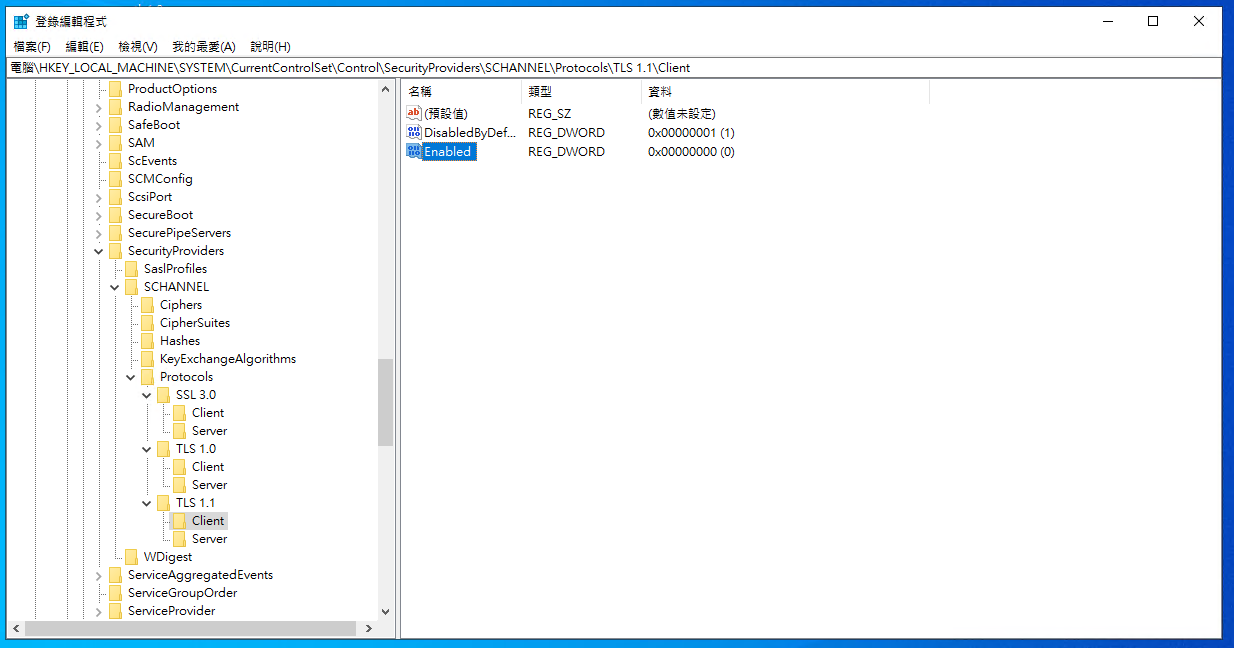 登錄編輯程式
檔案(F) 編輯(E) 檢視(V) 我的最愛(A) 說明(H)
電腦\HKEY_LOCAL_MACHINE\SYSTEM\CurrentControlSet\Control\SecurityProviders\SCHANNEL\Protocols\TLS 1.1\Client
ProductOptions
RadioManagement
SafeBoot
SAM
ScEvents
SCMConfig
ScsiPort
SecureBoot
SecurePipeServers
SecurityProviders
SaslProfiles
SCHANNEL
Ciphers
CipherSuites
Hashes
KeyExchangeAlgorithms
Protocols
SSL 3.0
Client
Server
TLS 1.0
Client
Server
TLS 1.1
Client
Server
WDigest
ServiceAggregatedEvents
ServiceGroupOrder
ServiceProvider
名稱 類型 資料
ab (預設值) REG_SZ (數值未設定)
DisabledByDef... REG_DWORD 0x00000001 (1)
Enabled REG_DWORD 0x00000000 (0)